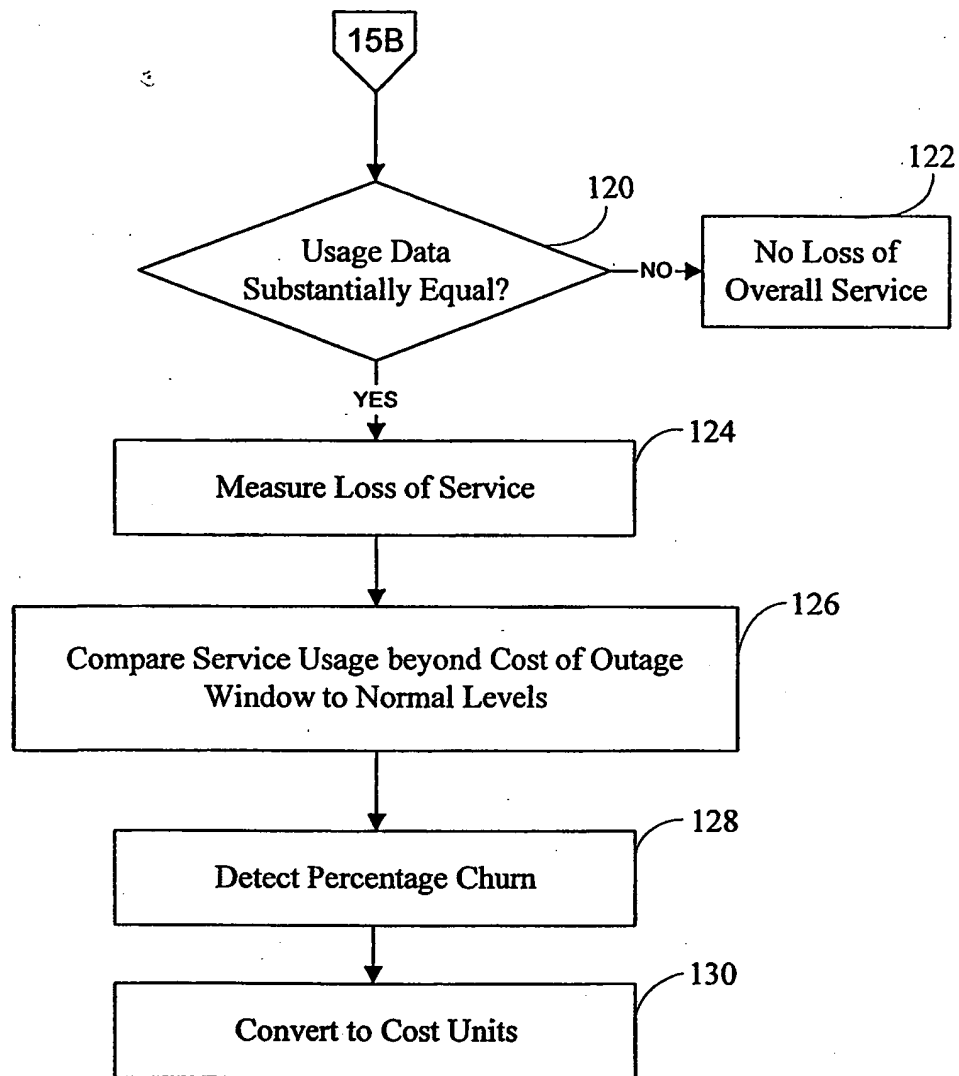 15B
120
122
Usage Data
Substantially Equal?
NO
No Loss of
Overall Service
YES
124
Measure Loss of Service
126
Compare Service Usage beyond Cost of Outage
Window to Normal Levels
128
Detect Percentage Churn
130
Convert to Cost Units